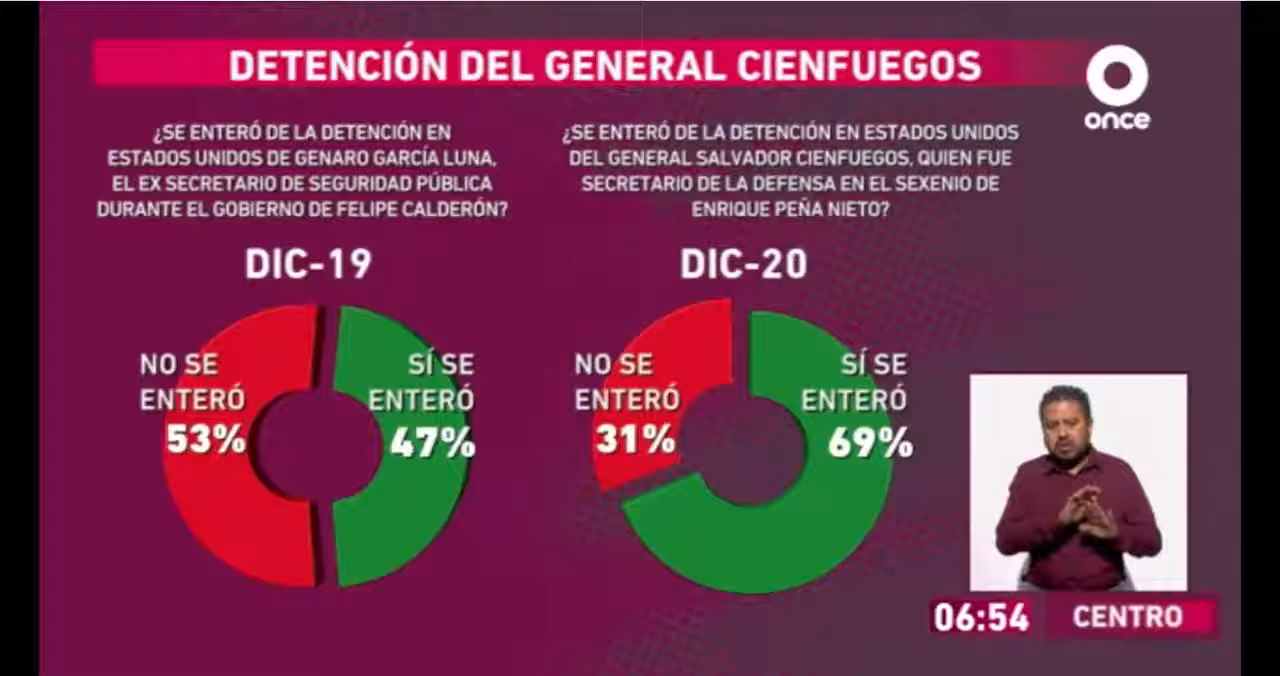 DETENCIÓN DEL GENERAL CIENFUEGOS
once
¿SE ENTERÓ DE LA DETENCIÓN EN
ESTADOS UNIDOS DE GENARO GARCÍA LUNA,
EL EX SECRETARIO DE SEGURIDAD PÚBLICA
DURANTE EL GOBIERNO DE FELIPE CALDERÓN?
DIC-19
NO SE
ENTERÓ
53%
SÍ SE
ENTERÓ
47%
¿SE ENTERÓ DE LA DETENCIÓN EN ESTADOS UNIDOS
DEL GENERAL SALVADOR CIENFUEGOS, QUIEN FUE
SECRETARIO DE LA DEFENSA EN EL SEXENIO DE
ENRIQUE PEÑA NIETO?
DIC-20
NO SE
ENTERÓ
31%
SÍ SE
ENTERÓ
69%
06:54 CENTRO